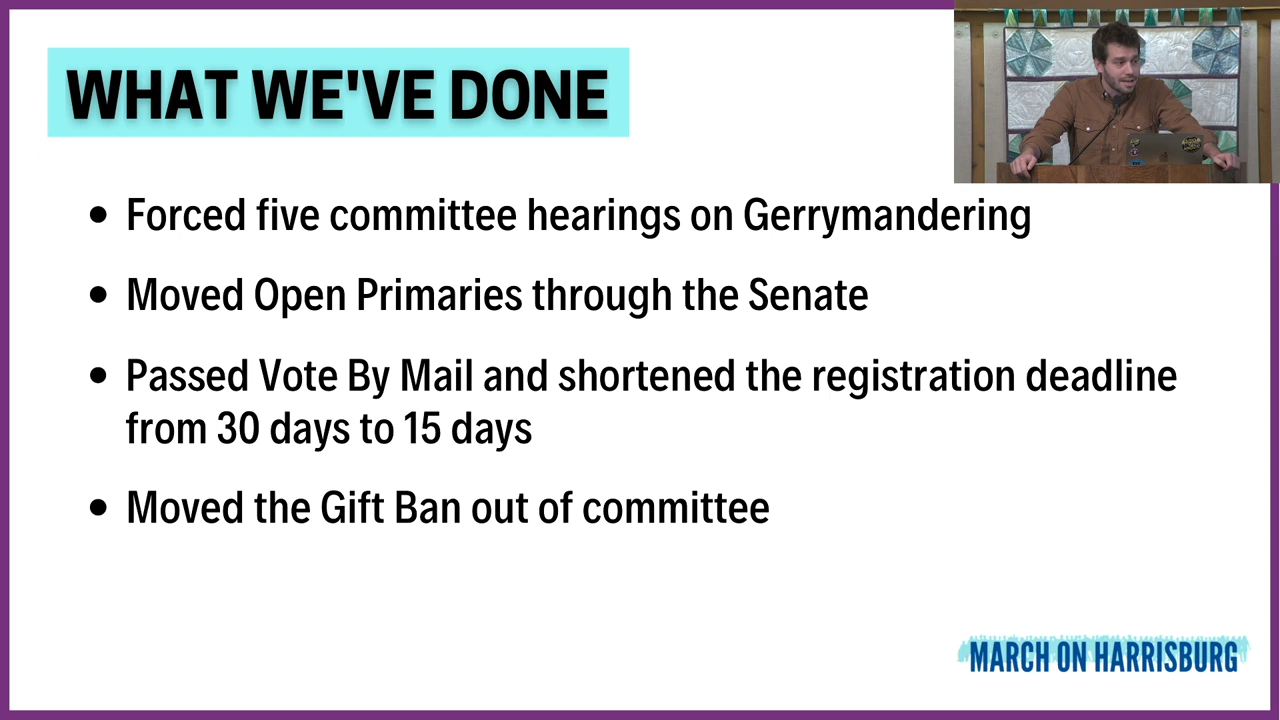 WHAT WE'VE DONE
• Forced five committee hearings on Gerrymandering
• Moved Open Primaries through the Senate
• Passed Vote By Mail and shortened the registration deadline
from 30 days to 15 days
• Moved the Gift Ban out of committee
MARCH ON HARRISBURG